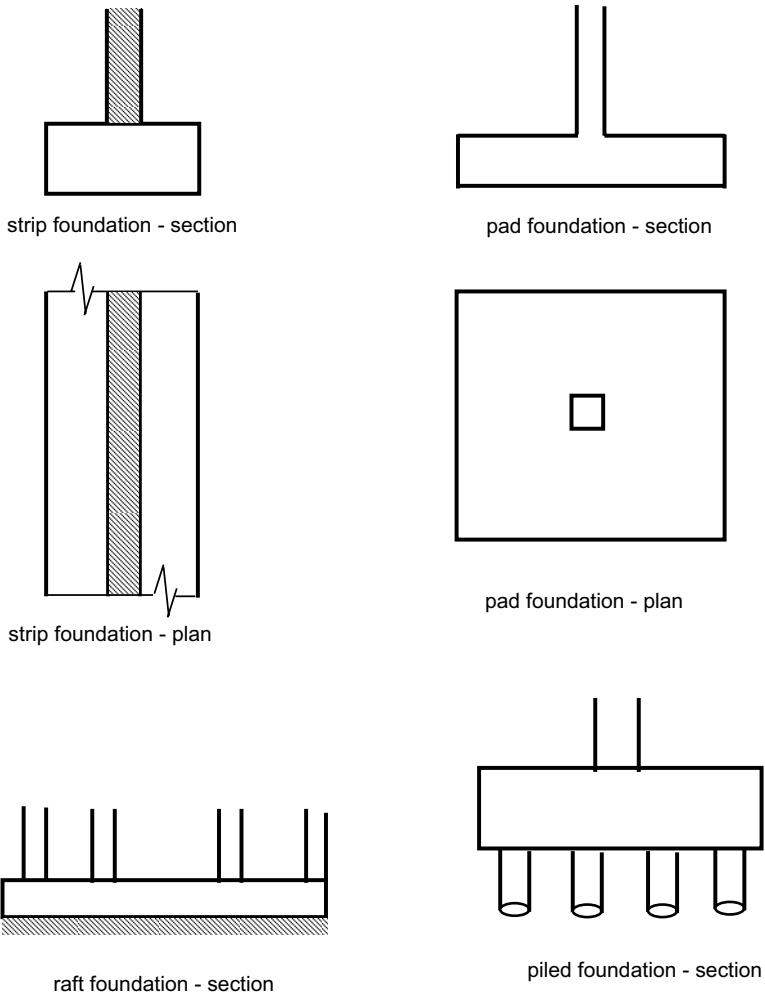 strip foundation - section
pad foundation - section
strip foundation - plan
pad foundation - plan
raft foundation - section
piled foundation - section